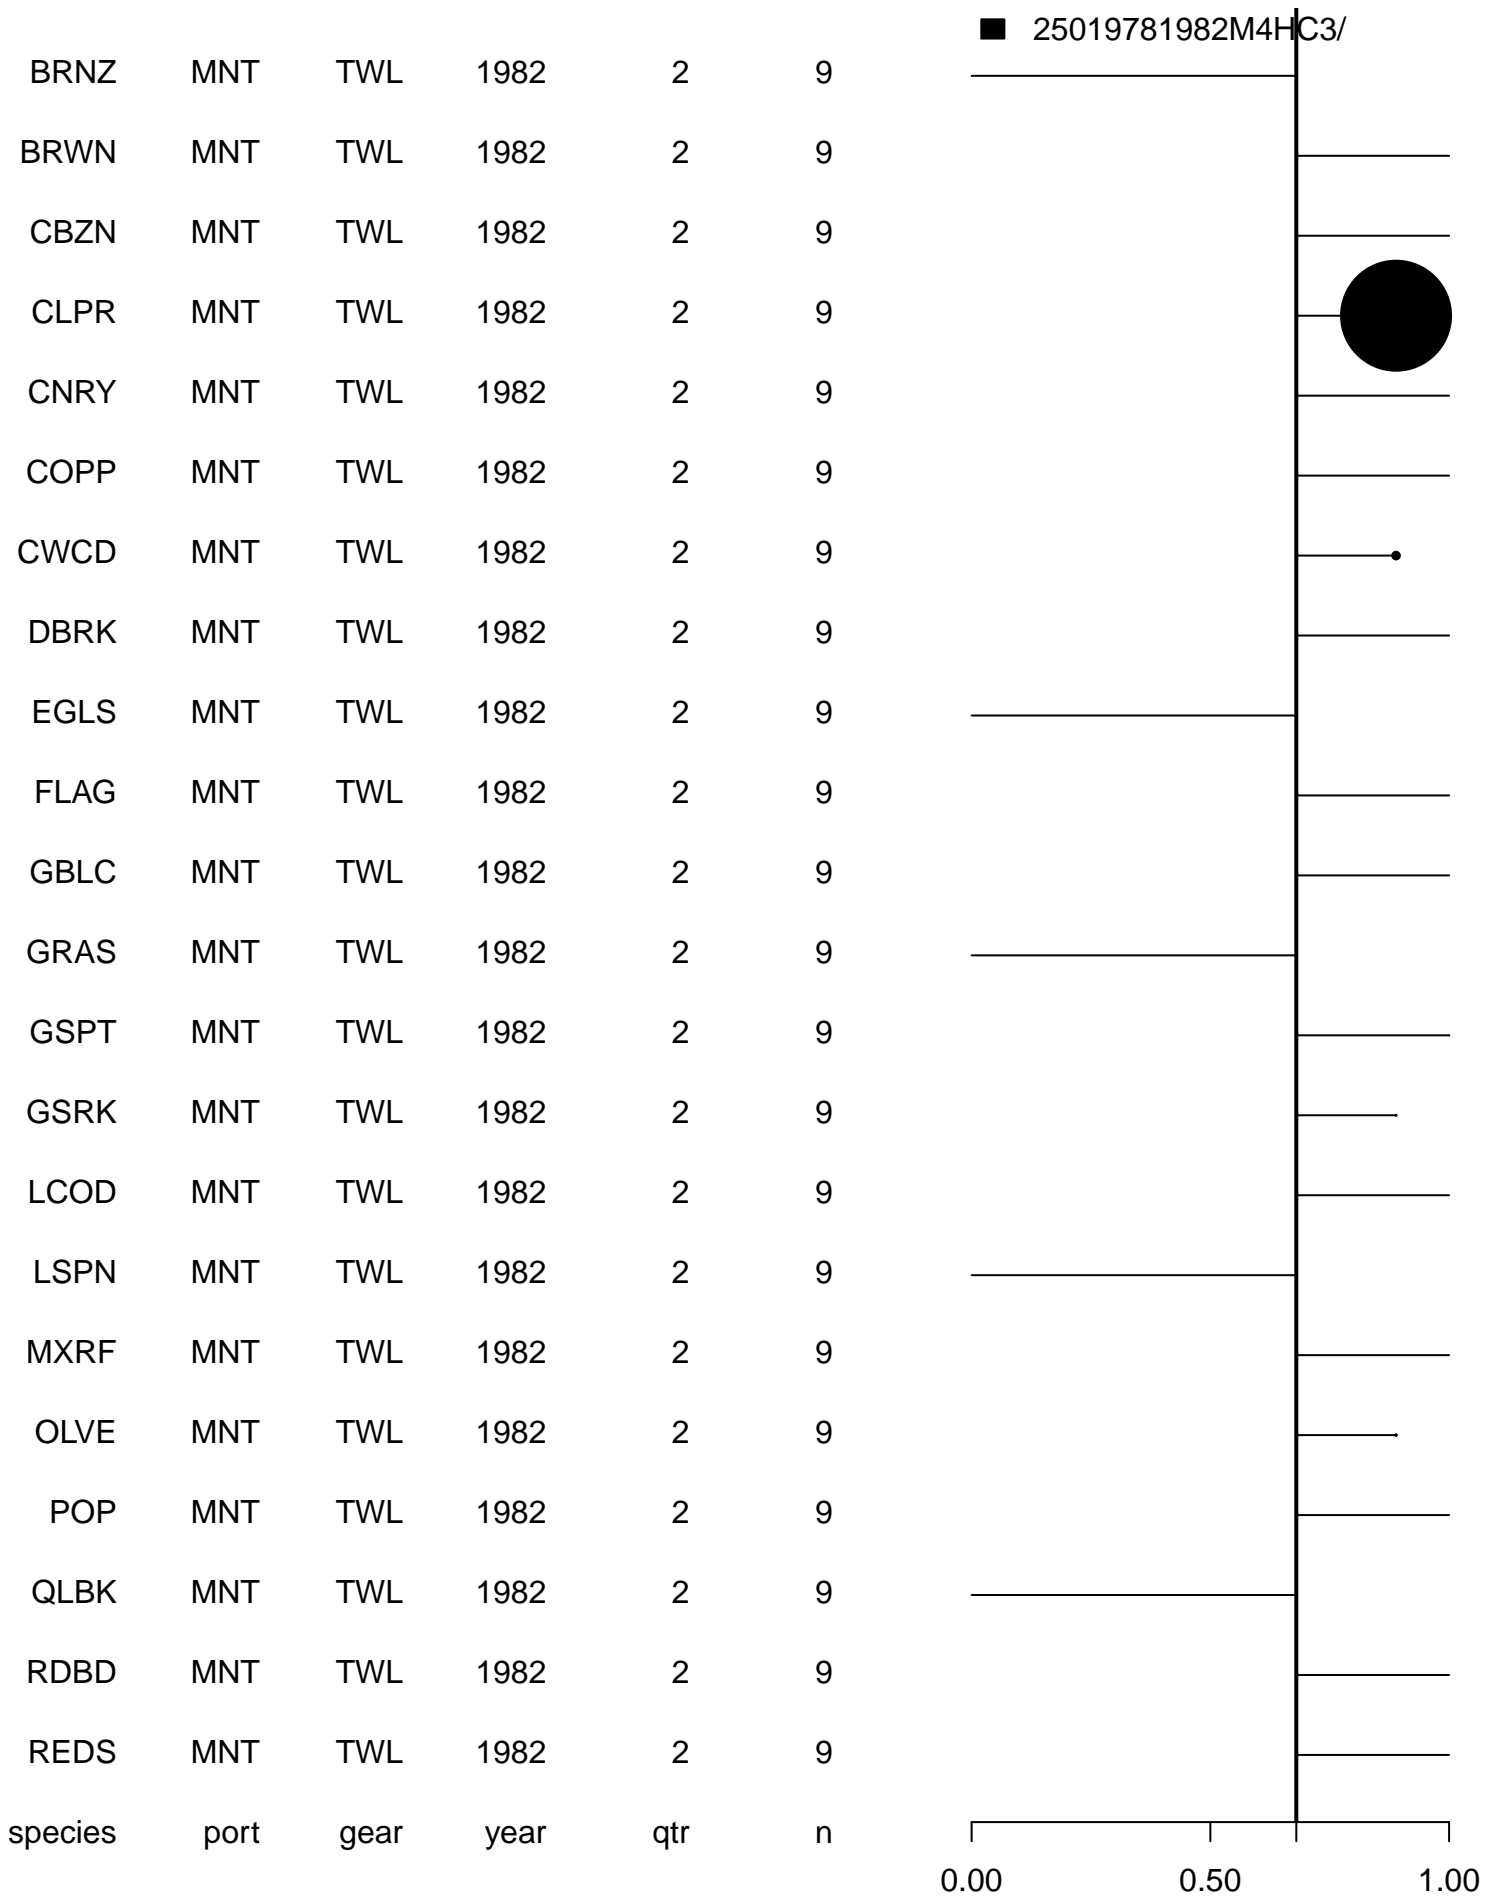 25019781982M4HC3/
BRNZ MNT TWL 1982 2 9
BRWN MNT TWL 1982 2 9
CBZN MNT TWL 1982 2 9
CLPR MNT TWL 1982 2 9
CNRY MNT TWL 1982 2 9
COPP MNT TWL 1982 2 9
CWCD MNT TWL 1982 2 9
DBRK MNT TWL 1982 2 9
EGLS MNT TWL 1982 2 9
FLAG MNT TWL 1982 2 9
GBLC MNT TWL 1982 2 9
GRAS MNT TWL 1982 2 9
GSPT MNT TWL 1982 2 9
GSRK MNT TWL 1982 2 9
LCOD MNT TWL 1982 2 9
LSPN MNT TWL 1982 2 9
MXRF MNT TWL 1982 2 9
OLVE MNT TWL 1982 2 9
POP MNT TWL 1982 2 9
QLBK MNT TWL 1982 2 9
RDBD MNT TWL 1982 2 9
REDS MNT TWL 1982 2 9
species port gear year qtr n
0.00 0.50 1.00